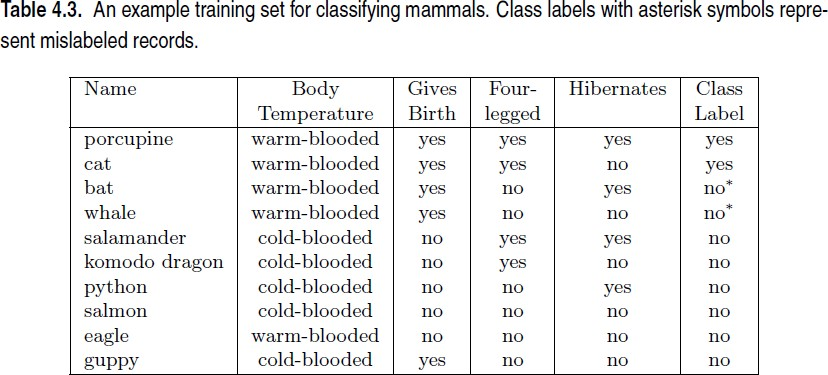 Table 4.3. An example training set for classifying mammals. Class labels with asterisk symbols repre-
sent mislabeled records.
Name Body Gives Four- Hibernates Class
Temperature Birth legged Label
porcupine warm-blooded yes yes yes yes
cat warm-blooded yes yes no yes
bat warm-blooded yes no yes no*
whale warm-blooded yes no no no*
salamander cold-blooded no yes yes no
komodo dragon cold-blooded no yes no no
python cold-blooded no no yes no
salmon cold-blooded no no no no
eagle warm-blooded no no no no
guppy cold-blooded yes no no no